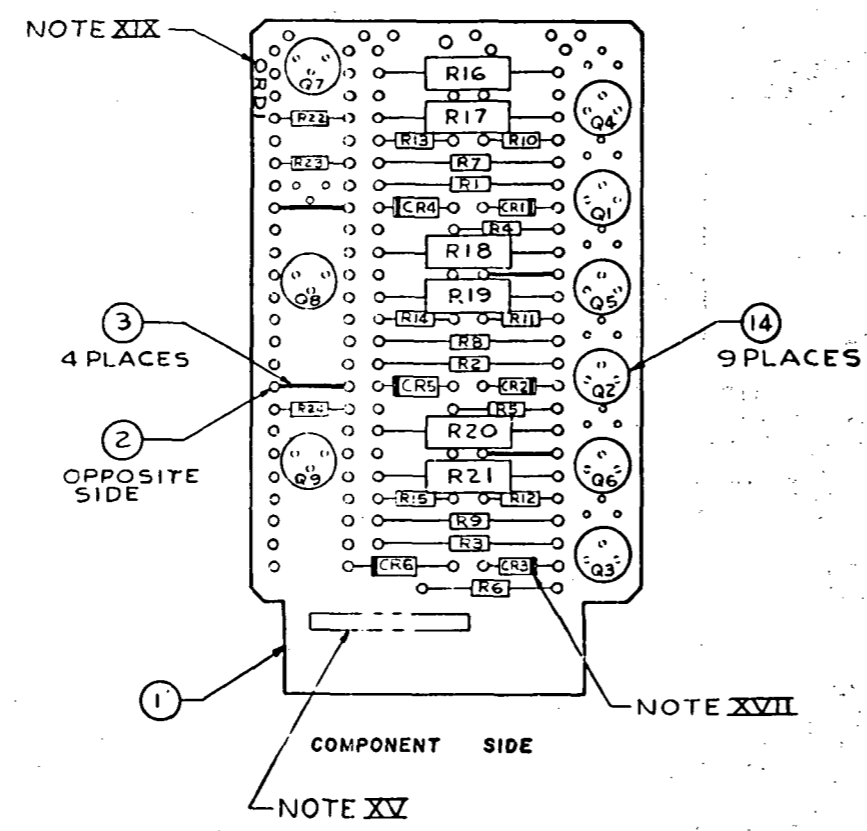 NOTE XIX
ORDI
Q7
R16
Q4
R22
R17
R13
R10
R23
R7
R1
CR4
CR1
Q1
R4
R18
Q8
R19
Q5
3
4 PLACES
R14
R11
14
9 PLACES
R8
R2
Q2
CR5
CR2
R24
R5
2
OPPOSITE
SIDE
R20
Q9
R21
Q6
R15
R12
R9
R3
Q3
CR6
CR3
R6
1
NOTE XVII
COMPONENT SIDE
NOTE XV